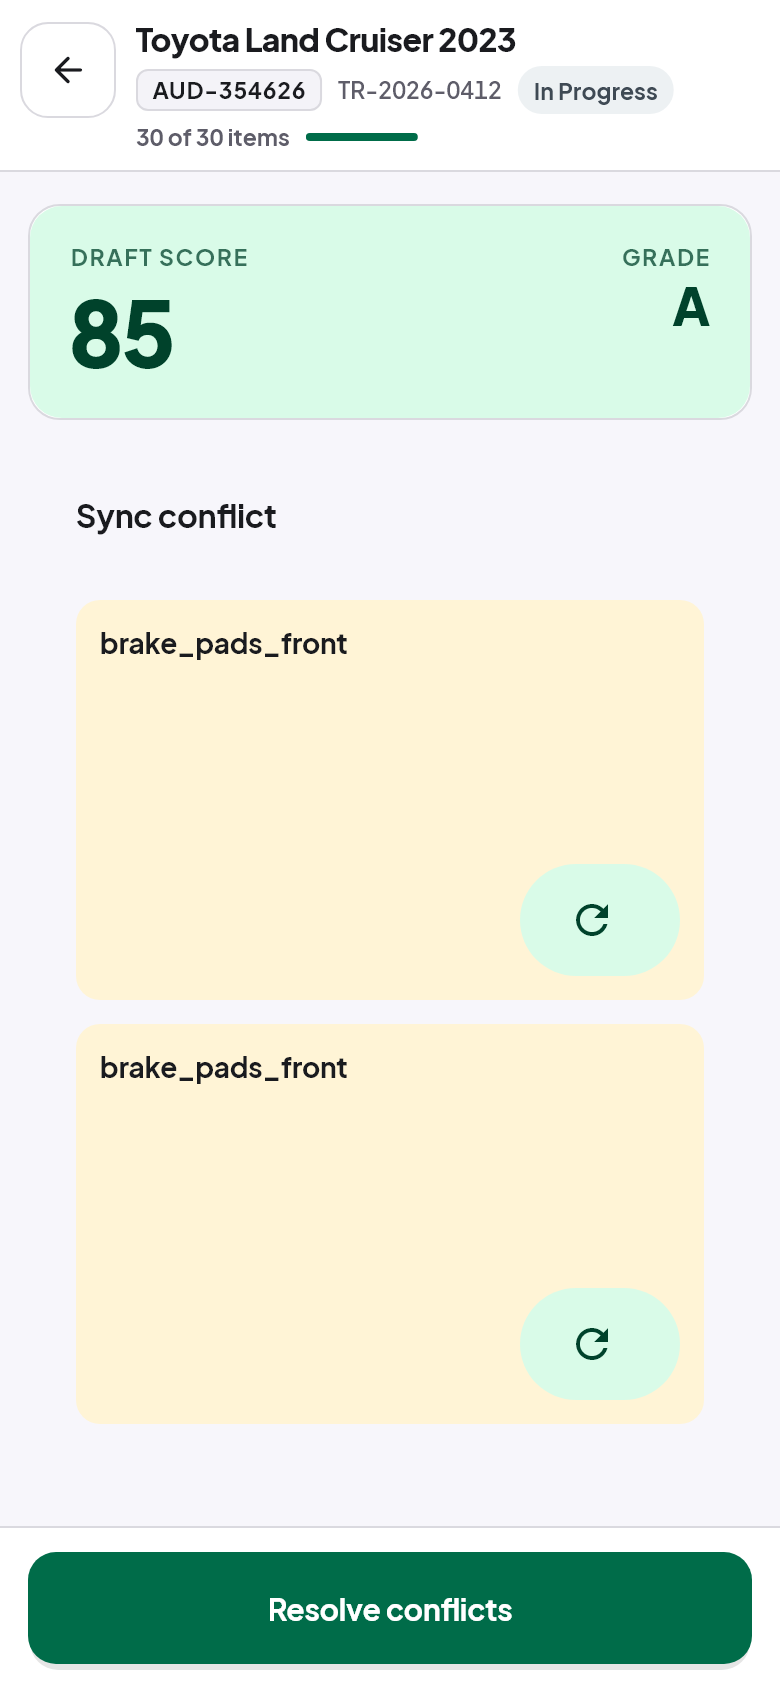 Toyota Land Cruiser 2023
AUD-354626 TR-2026-0412 In Progress
30 of 30 items
DRAFT SCORE GRADE
85 A
Sync conflict
brake_pads_front
brake_pads_front
Resolve conflicts